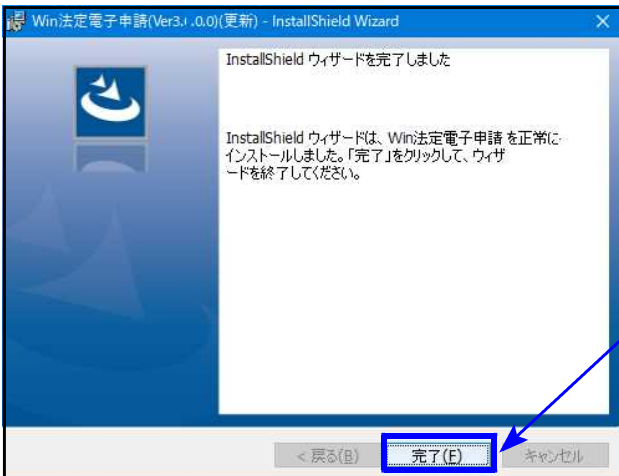 Win法定電子申請(Ver3. .0.0)(更新) - InstallShield Wizard
InstallShield ウィザードを完了しました
InstallShield ウィザードは、Win法定電子申請 を正常に
インストールしました。「完了」をクリックして、ウィザ
ードを終了してください。
< 戻る(B)
完了(F)
キャンセル